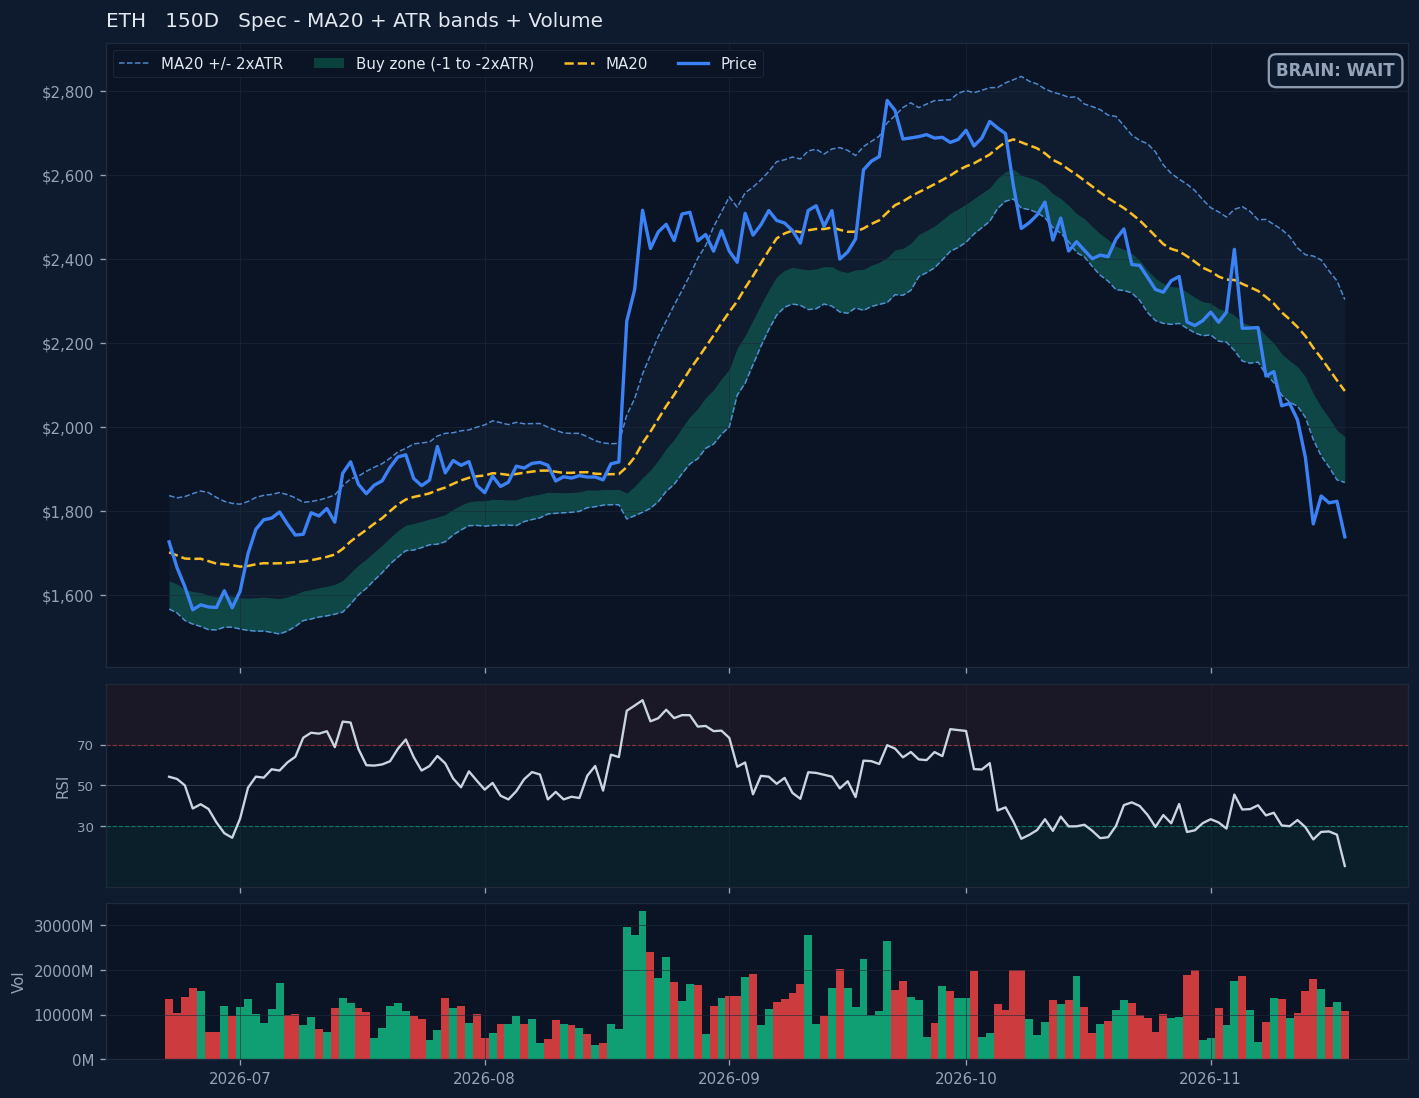 ETH   150D   Spec - MA20 + ATR bands + Volume
MA20 +/- 2xATR
Buy zone (-1 to -2xATR)
MA20
Price
BRAIN: WAIT
$2,800
$2,600
$2,400
$2,200
$2,000
$1,800
$1,600
RSI
70
50
30
Vol
30000M
20000M
10000M
0M
2026-07
2026-08
2026-09
2026-10
2026-11